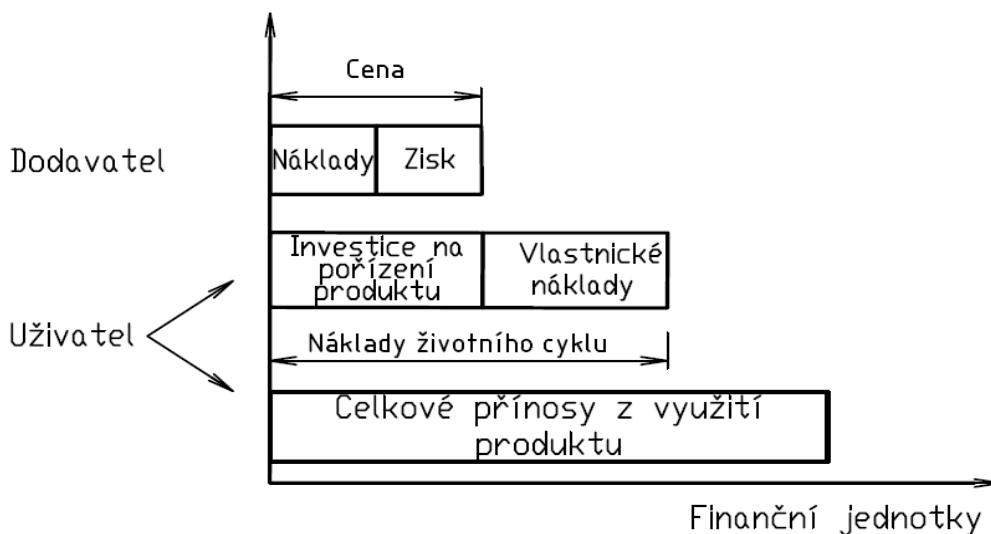 Cena
Dodavatel
Náklady
Zisk
Investice na
pořízení
produktu
Vlastnické
náklady
Uživatel
Náklady životního cyklu
Celkové přínosy z využití
produktu
Finanční jednotky